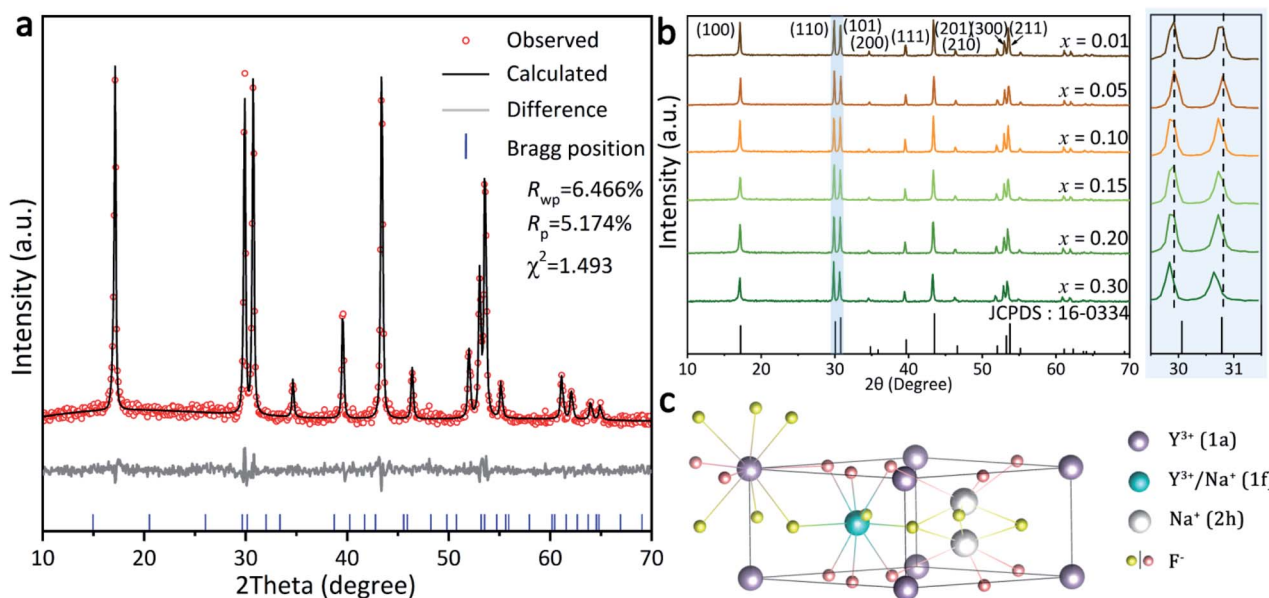 a
Observed
Calculated
Difference
Bragg position
Rwp=6.466%
Rp=5.174%
χ²=1.493
Intensity (a.u.)
10 20 30 40 50 60 70
2Theta (degree)
b
(100) (110) (101) (200) (111) (201) (210) (300) (211)
x = 0.01
x = 0.05
x = 0.10
x = 0.15
x = 0.20
x = 0.30
JCPDS : 16-0334
Intensity (a.u.)
10 20 30 40 50 60 70
2θ (Degree)
30 31
c
Y³⁺ (1a)
Y³⁺/Na⁺ (1f)
Na⁺ (2h)
F⁻